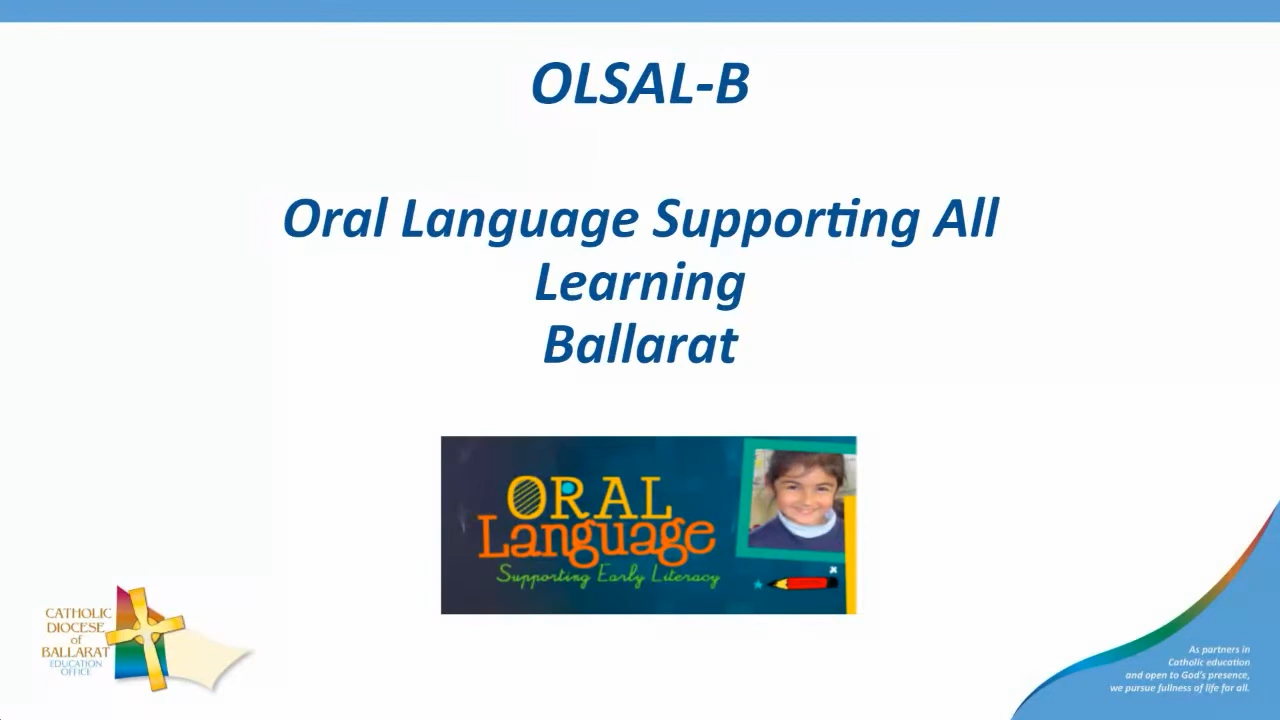 OLSAL-B
Oral Language Supporting All
Learning
Ballarat
ORAL
Language
Supporting Early Literacy
CATHOLIC
DIOCESE
of
BALLARAT
EDUCATION
OFFICE
As partners in
Catholic education
and open to God's presence,
we pursue fullness of life for all.